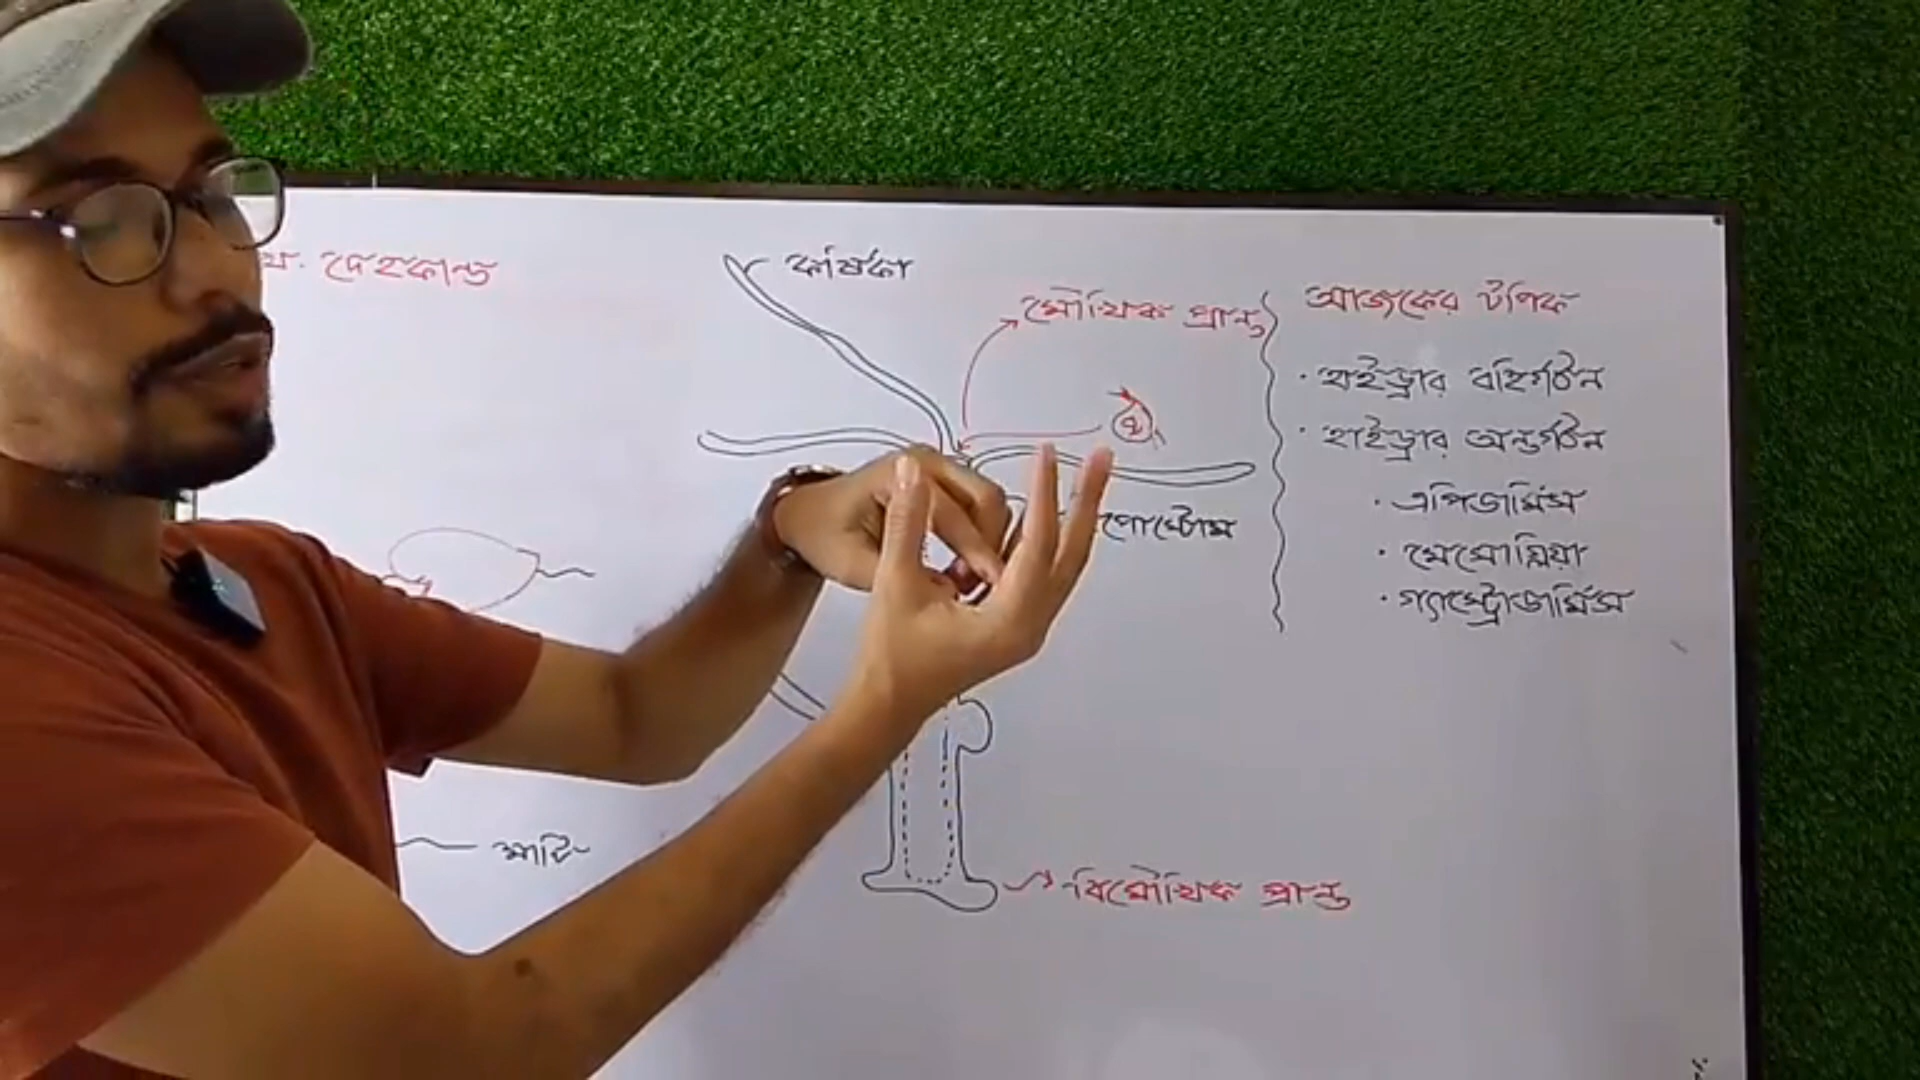 খ. দেহকান্ড
কর্ষিকা
মৌখিক প্রান্ত
পোস্টোম
বিমৌখিক প্রান্ত
আজকের টপিক
· হাইড্রার বহির্গঠন
· হাইড্রার অন্তর্গঠন
· এপিডার্মিস
· মেসোগ্লিয়া
· গ্যাস্ট্রোডার্মিস